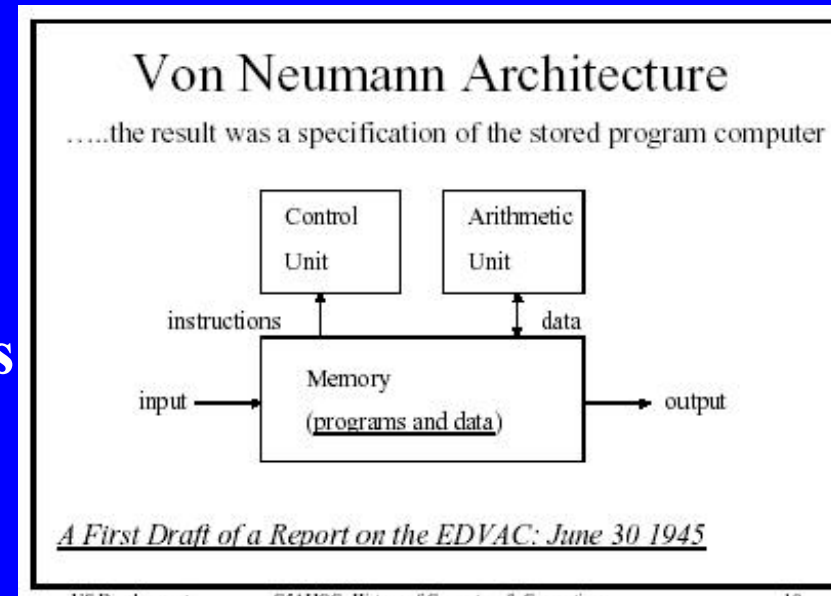 Von Neumann Architecture
.....the result was a specification of the stored program computer
Control
Unit
Arithmetic
Unit
instructions
data
s
input
Memory
(programs and data)
output
A First Draft of a Report on the EDVAC: June 30 1945